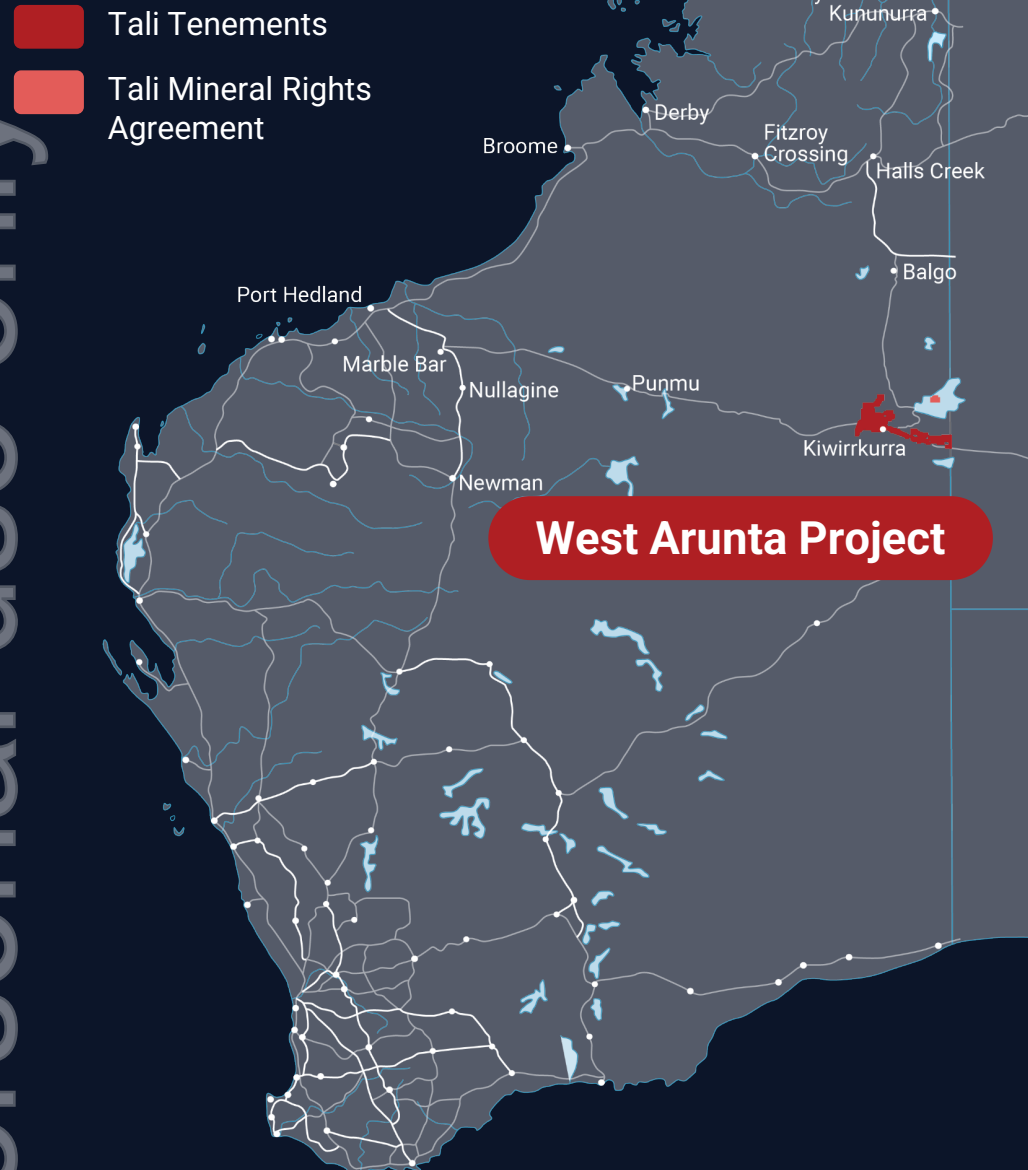 Tali Tenements
Tali Mineral Rights
Agreement
Kununurra
Derby
Broome
Fitzroy
Crossing
Halls Creek
Balgo
Port Hedland
Marble Bar
Nullagine
Punmu
Kiwirrkurra
Newman
West Arunta Project